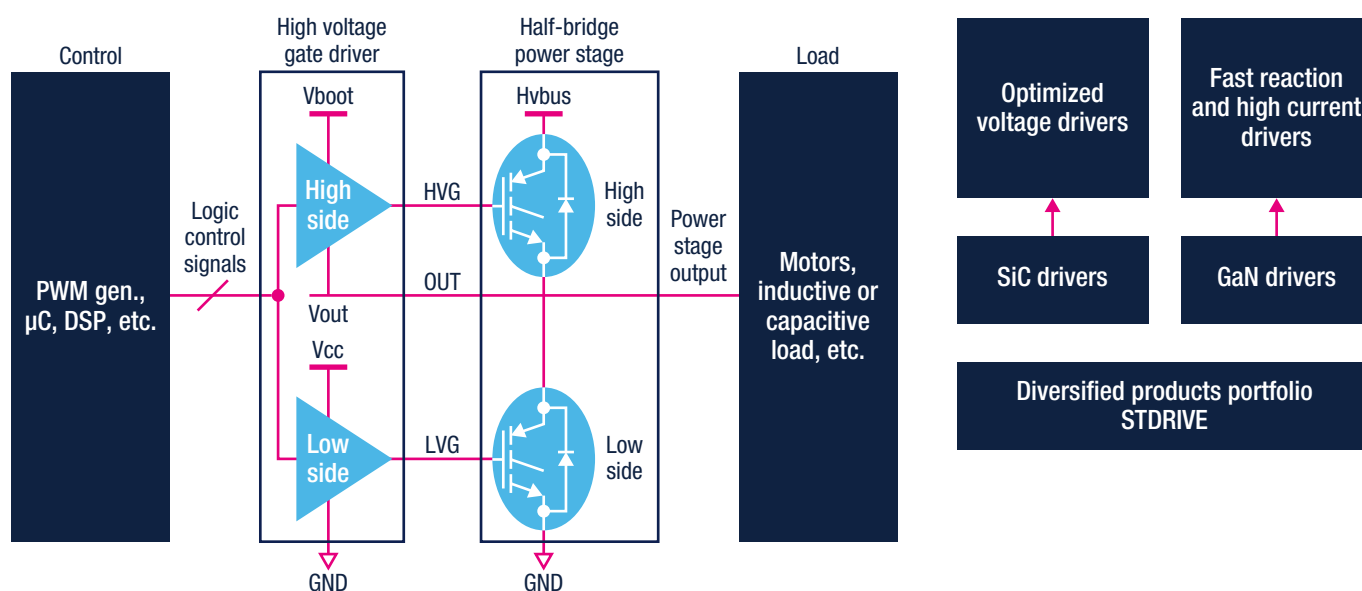 Control
PWM gen.,
µC, DSP, etc.
Logic
control
signals
High voltage
gate driver
Vboot
High
side
Vout
Vcc
Low
side
GND
HVG
OUT
LVG
Half-bridge
power stage
Hvbus
High
side
Low
side
GND
Power
stage
output
Load
Motors,
inductive or
capacitive
load, etc.
Optimized
voltage drivers
SiC drivers
Fast reaction
and high current
drivers
GaN drivers
Diversified products portfolio
STDRIVE